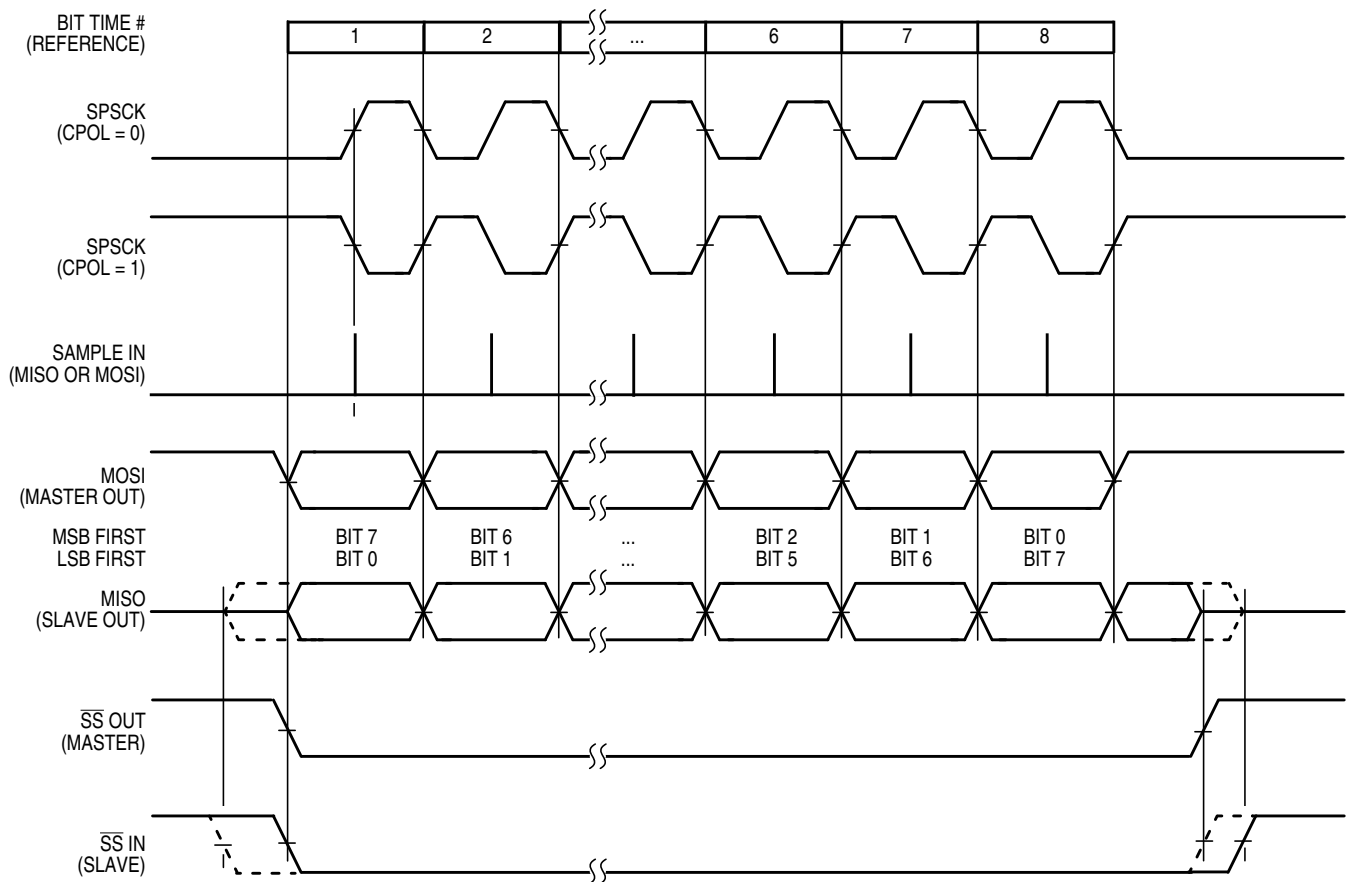 BIT TIME #
(REFERENCE)
1 2 ... 6 7 8
SPSCK
(CPOL = 0)
SPSCK
(CPOL = 1)
SAMPLE IN
(MISO OR MOSI)
MOSI
(MASTER OUT)
MSB FIRST BIT 7 BIT 6 ... BIT 2 BIT 1 BIT 0
LSB FIRST BIT 0 BIT 1 ... BIT 5 BIT 6 BIT 7
MISO
(SLAVE OUT)
S̅S̅ OUT
(MASTER)
S̅S̅ IN
(SLAVE)